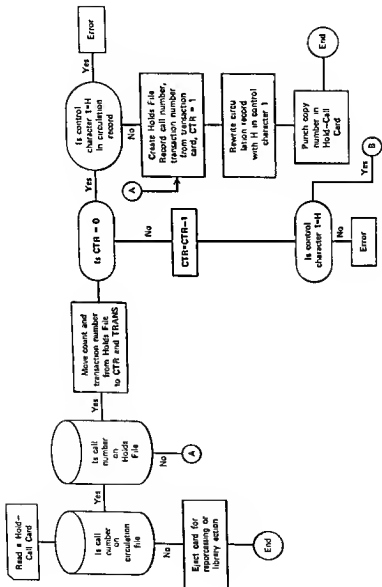 Read a Hold-
Call Card
Is call
number on
circulation
file
Yes
No
Eject card for
reporcessing or
library action
End
Is call
number
on
Holds
File
Yes
No
A
Move count and
transaction number
from Holds File
to CTR and TRANS
Is CTR = 0
Yes
No
CTR=CTR-1
Is control
character 1=H
Yes
B
No
Error
Is control
character 1=H
In circulation
record
Yes
Error
No
A
Create Holds File
Record call number,
transaction number
from transaction
card, CTR = 1
Rewrite circu
lation record
with H in control
character 1
Punch copy
number in
Hold-Call
Card
End